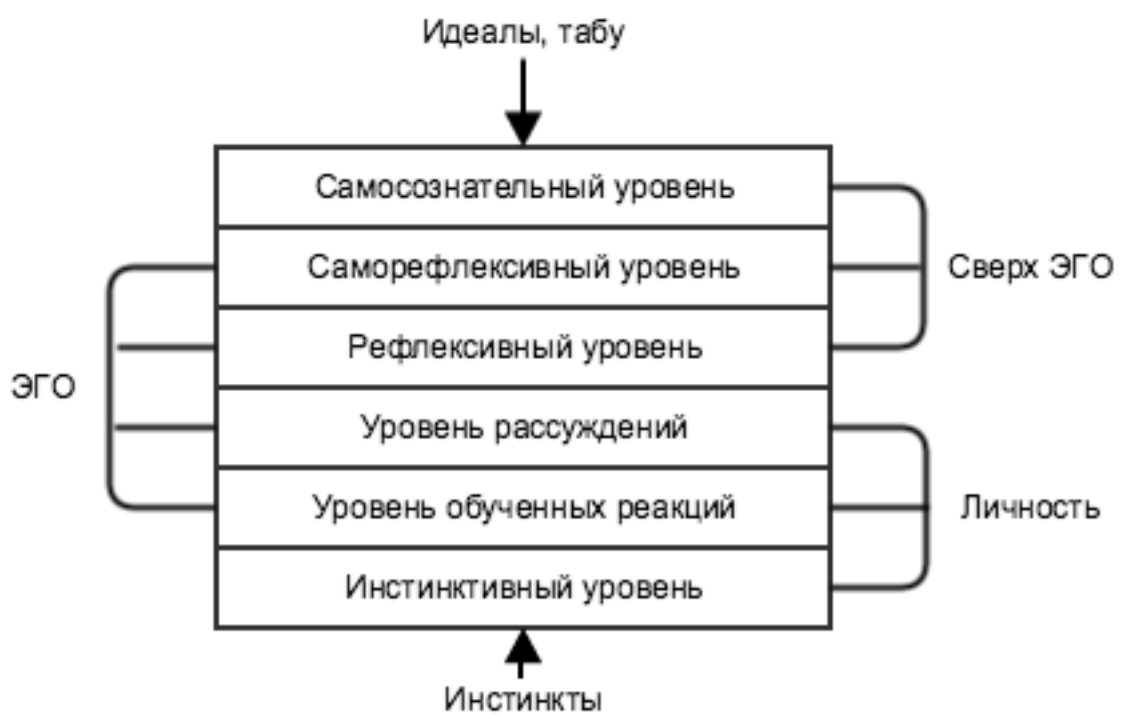 Идеалы, табу
Самосознательный уровень
Саморефлексивный уровень
Сверх ЭГО
Рефлексивный уровень
ЭГО
Уровень рассуждений
Уровень обученных реакций
Личность
Инстинктивный уровень
Инстинкты